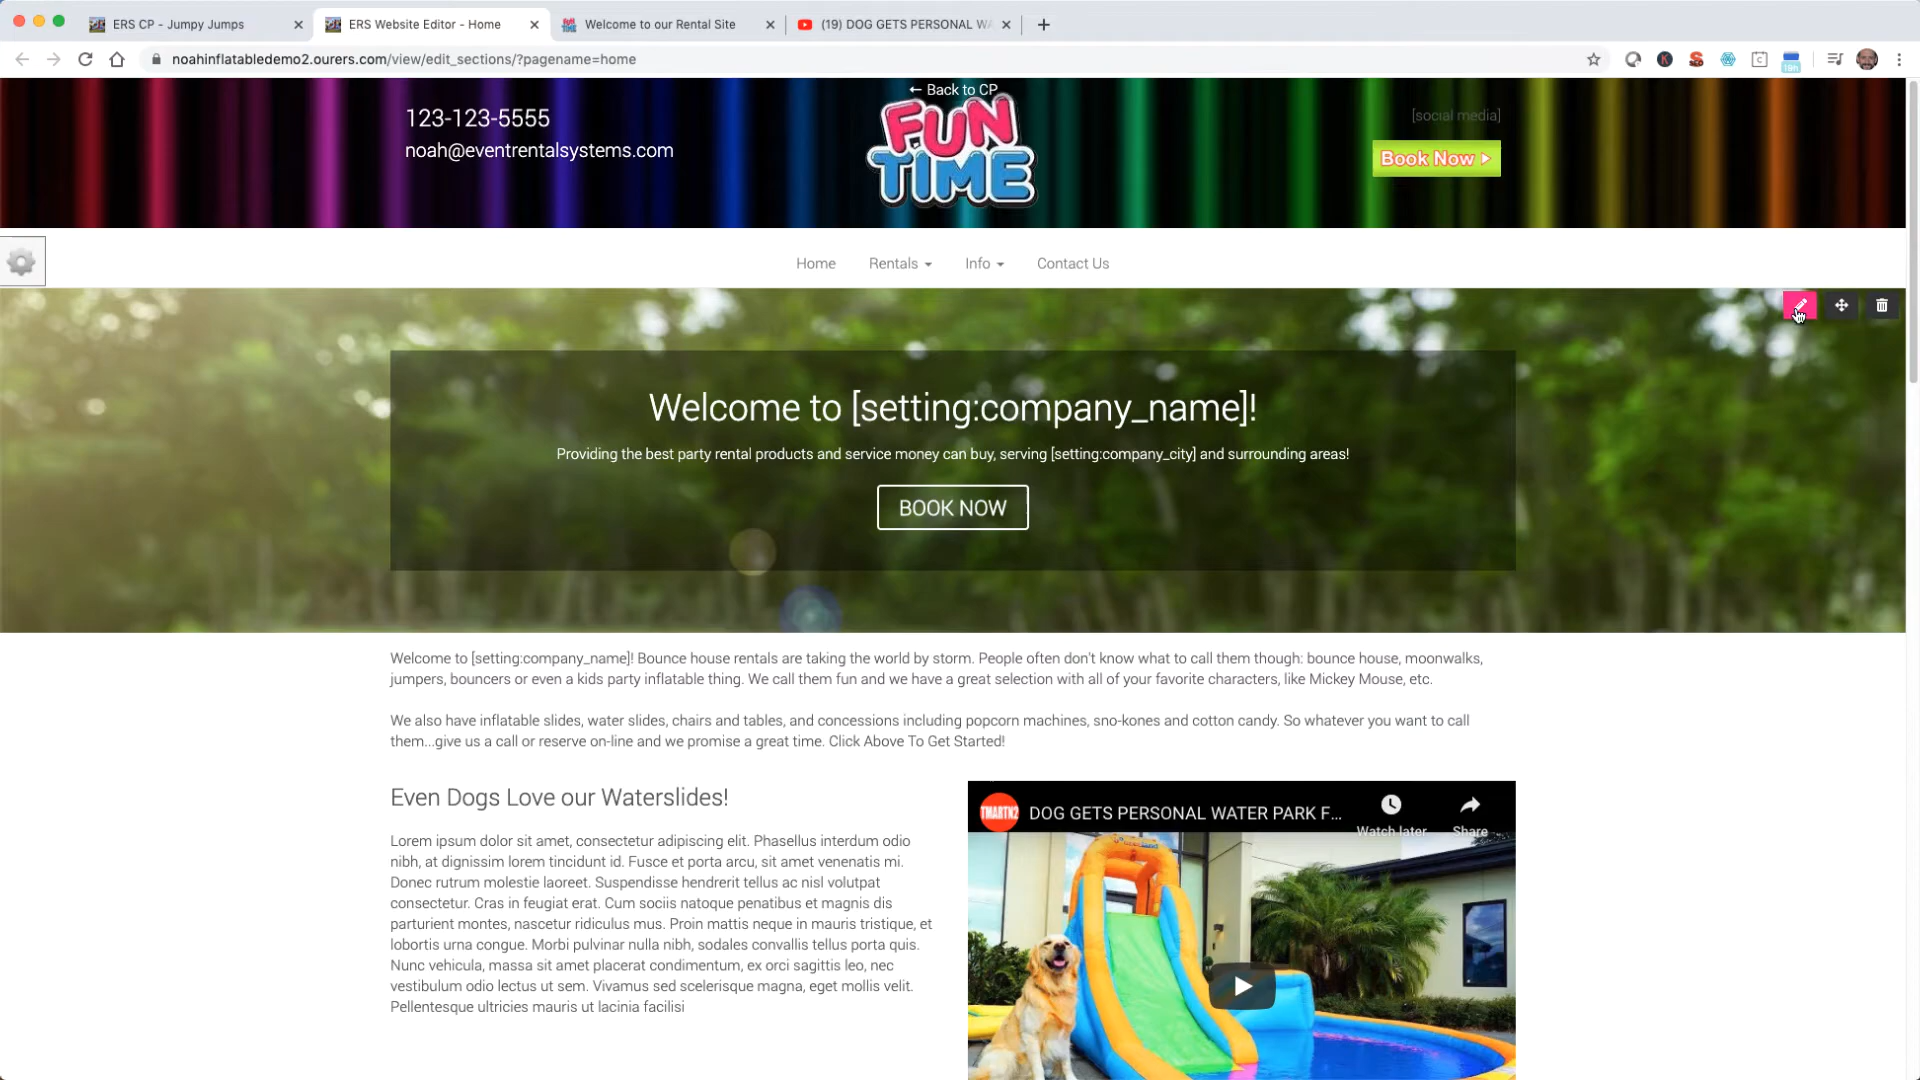 ERS CP - Jumpy Jumps
ERS Website Editor - Home
Welcome to our Rental Site
(19) DOG GETS PERSONAL WA
noahinflatabledemo2.ourers.com/view/edit_sections/?pagename=home
← Back to CP
123-123-5555
noah@eventrentalsystems.com
FUN
TIME
[social media]
Book Now
Home
Rentals
Info
Contact Us
Welcome to [setting:company_name]!
Providing the best party rental products and service money can buy, serving [setting:company_city] and surrounding areas!
BOOK NOW
Welcome to [setting:company_name]! Bounce house rentals are taking the world by storm. People often don't know what to call them though: bounce house, moonwalks,
jumpers, bouncers or even a kids party inflatable thing. We call them fun and we have a great selection with all of your favorite characters, like Mickey Mouse, etc.
We also have inflatable slides, water slides, chairs and tables, and concessions including popcorn machines, sno-kones and cotton candy. So whatever you want to call
them...give us a call or reserve on-line and we promise a great time. Click Above To Get Started!
Even Dogs Love our Waterslides!
Lorem ipsum dolor sit amet, consectetur adipiscing elit. Phasellus interdum odio
nibh, at dignissim lorem tincidunt id. Fusce et porta arcu, sit amet venenatis mi.
Donec rutrum molestie laoreet. Suspendisse hendrerit tellus ac nisl volutpat
consectetur. Cras in feugiat erat. Cum sociis natoque penatibus et magnis dis
parturient montes, nascetur ridiculus mus. Proin mattis neque in mauris tristique, et
lobortis urna congue. Morbi pulvinar nulla nibh, sodales convallis tellus porta quis.
Nunc vehicula, massa sit amet placerat condimentum, ex orci sagittis leo, nec
vestibulum odio lectus ut sem. Vivamus sed scelerisque magna, eget mollis velit.
Pellentesque ultricies mauris ut lacinia facilisi
TMARTN2
DOG GETS PERSONAL WATER PARK F...
Watch later
Share